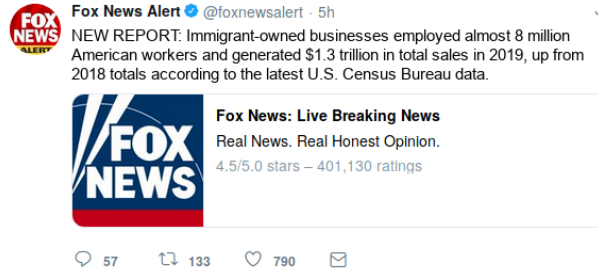 FOX
NEWS
ALERT
Fox News Alert @foxnewsalert · 5h
NEW REPORT: Immigrant-owned businesses employed almost 8 million
American workers and generated $1.3 trillion in total sales in 2019, up from
2018 totals according to the latest U.S. Census Bureau data.
FOX
NEWS
Fox News: Live Breaking News
Real News. Real Honest Opinion.
4.5/5.0 stars – 401,130 ratings
57 133 790